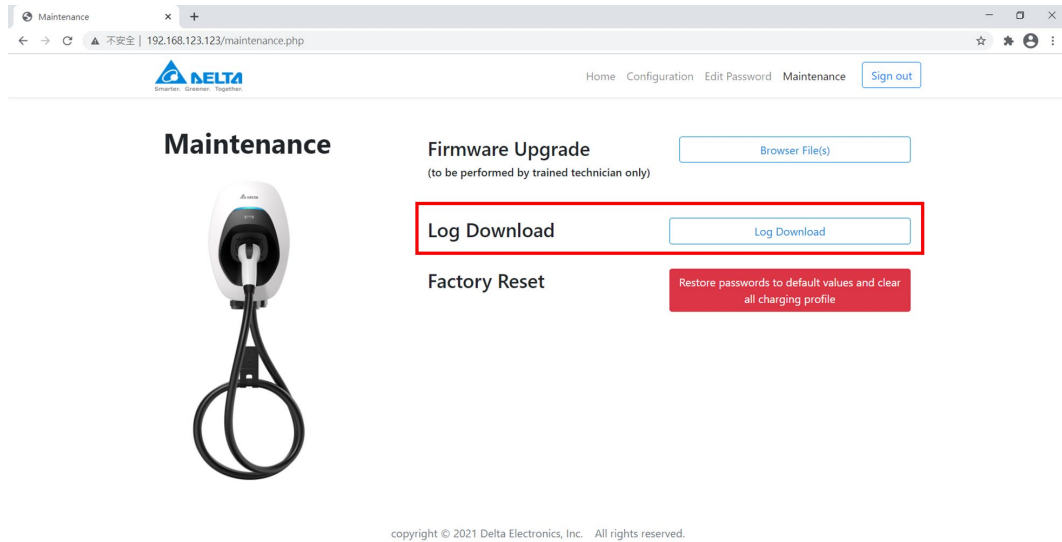 Maintenance
不安全 | 192.168.123.123/maintenance.php
DELTA
Smarter. Greener. Together.
Home Configuration Edit Password Maintenance Sign out
Maintenance
Firmware Upgrade
Browser File(s)
(to be performed by trained technician only)
Log Download
Log Download
Factory Reset
Restore passwords to default values and clear
all charging profile
copyright © 2021 Delta Electronics, Inc. All rights reserved.